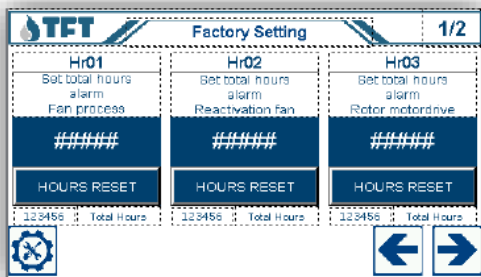 TFT Factory Setting 1/2
Hr01 Hr02 Hr03
Set total hours Set total hours Set total hours
alarm alarm alarm
Fan process Reactivation fan Rotor motordrive
##### ##### #####
HOURS RESET HOURS RESET HOURS RESET
123456 Total Hours 123456 Total Hours 123456 Total Hours